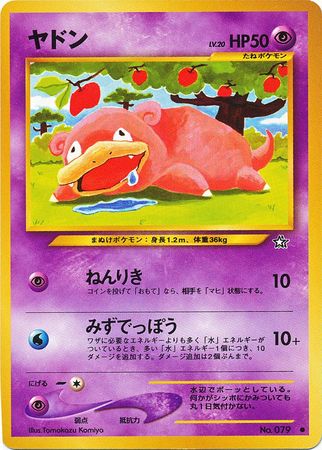 ヤドン LV.20 HP50
たねポケモン
まぬけポケモン：身長1.2m、体重36kg
ねんりき 10
コインを投げて「おもて」なら、相手を「マヒ」状態にする。
みずでっぽう 10+
ワザに必要なエネルギーよりも多く「水」エネルギーが
ついているとき、多い「水」エネルギー1個につき、10
ダメージを追加する。ダメージ追加は2個ぶんまで。
にげる
弱点 抵抗力
水辺でボーッとしている。
何かがシッポにかみついても
丸1日気付かない。
Illus. Tomokazu Komiya No. 079